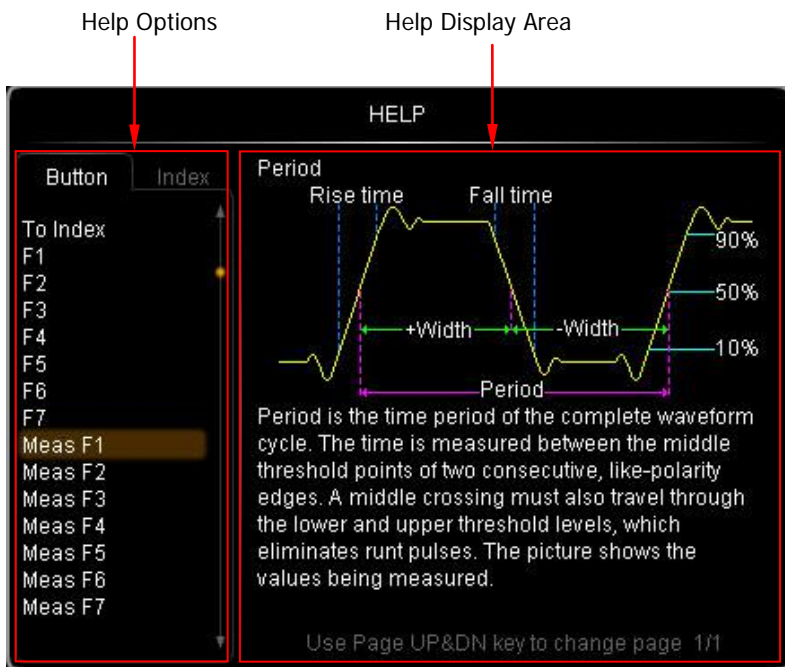 Help Options
Help Display Area
HELP
Button
Index
To Index
F1
F2
F3
F4
F5
F6
F7
Meas F1
Meas F2
Meas F3
Meas F4
Meas F5
Meas F6
Meas F7
Period
Rise time
Fall time
90%
50%
+Width
-Width
10%
Period
Period is the time period of the complete waveform
cycle. The time is measured between the middle
threshold points of two consecutive, like-polarity
edges. A middle crossing must also travel through
the lower and upper threshold levels, which
eliminates runt pulses. The picture shows the
values being measured.
Use Page UP&DN key to change page 1/1